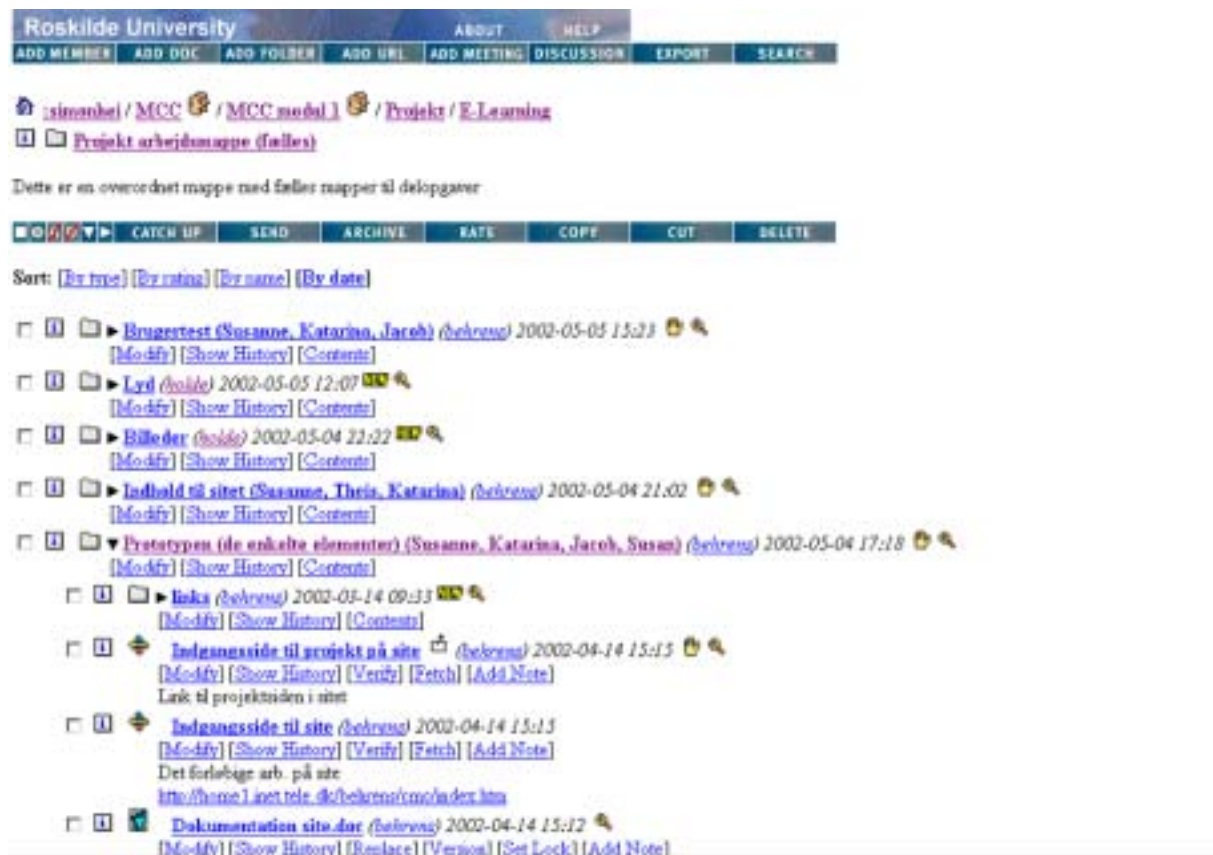 Roskilde University ABOUT HELP
ADD MEMBER ADD DOC ADD FOLDER ADD URL ADD MEETING DISCUSSION EXPORT SEARCH
:simonhei / MCC / MCC modul 1 / Projekt / E-Learning
Projekt arbejdsmappe (fælles)
Dette er en overordnet mappe med fælles mapper til delopgaver
CATCH UP SEND ARCHIVE RATE COPY CUT DELETE
Sort: [By type] [By rating] [By name] [By date]
Brugertest (Susanne, Katarina, Jacob) (behrens) 2002-05-05 15:23
[Modify] [Show History] [Contents]
Lyd (holde) 2002-05-05 12:07
[Modify] [Show History] [Contents]
Billeder (holde) 2002-05-04 22:22
[Modify] [Show History] [Contents]
Indhold til sitet (Susanne, Theis, Katarina) (behrens) 2002-05-04 21:02
[Modify] [Show History] [Contents]
Prototypen (de enkelte elementer) (Susanne, Katarina, Jacob, Susan) (behrens) 2002-05-04 17:18
[Modify] [Show History] [Contents]
links (behrens) 2002-03-14 09:33
[Modify] [Show History] [Contents]
Indgangsside til projekt på site (behrens) 2002-04-14 15:15
[Modify] [Show History] [Verify] [Fetch] [Add Note]
Link til projektsiden i sitet
Indgangsside til site (behrens) 2002-04-14 15:15
[Modify] [Show History] [Verify] [Fetch] [Add Note]
Det foreløbige arb. på site
http://home1.inet.tele.dk/behrens/cmc/index.htm
Dokumentation site.doc (behrens) 2002-04-14 15:12
[Modify] [Show History] [Replace] [Version] [Set Lock] [Add Note]